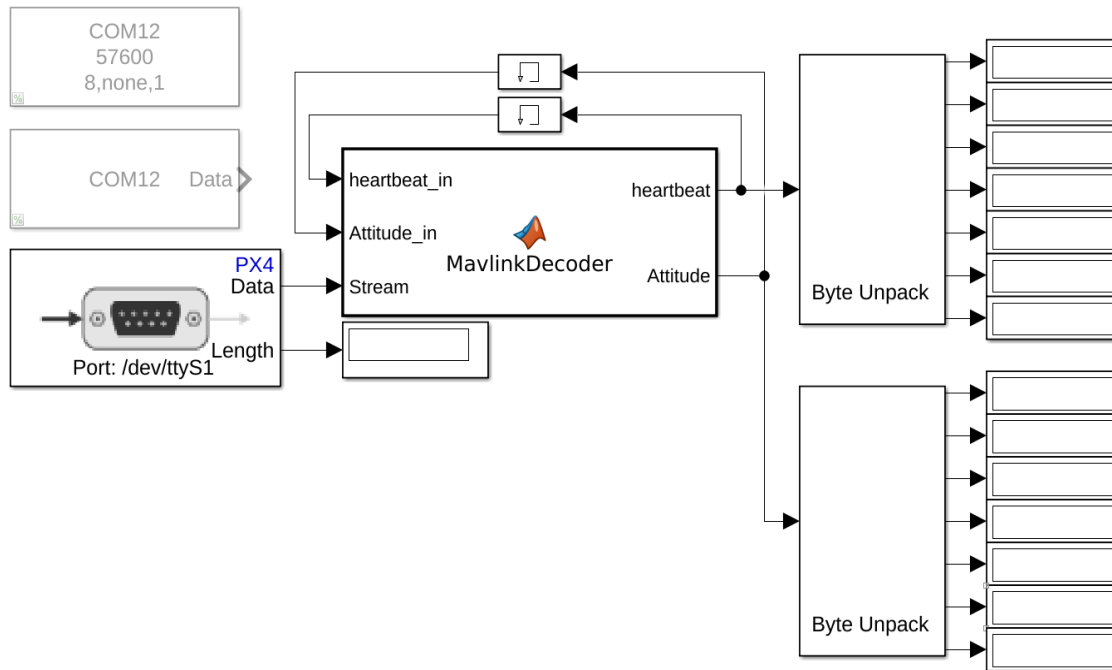 COM12
57600
8,none,1
COM12
Data
PX4
Data
Length
Port: /dev/ttyS1
heartbeat_in
Attitude_in
Stream
MavlinkDecoder
heartbeat
Attitude
Byte Unpack
Byte Unpack